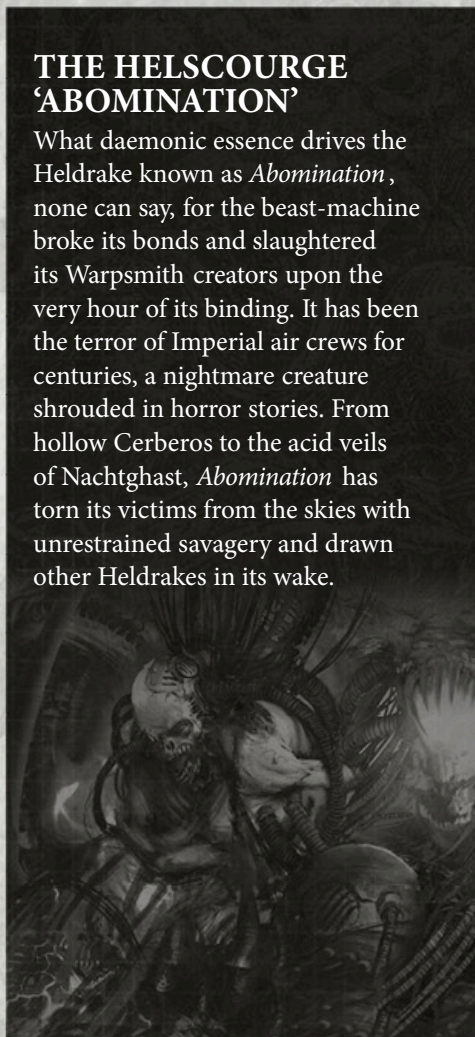 THE HELSCOURGE
‘ABOMINATION’
What daemonic essence drives the
Heldrake known as Abomination,
none can say, for the beast-machine
broke its bonds and slaughtered
its Warpsmith creators upon the
very hour of its binding. It has been
the terror of Imperial air crews for
centuries, a nightmare creature
shrouded in horror stories. From
hollow Cerberos to the acid veils
of Nachtghast, Abomination has
torn its victims from the skies with
unrestrained savagery and drawn
other Heldrakes in its wake.